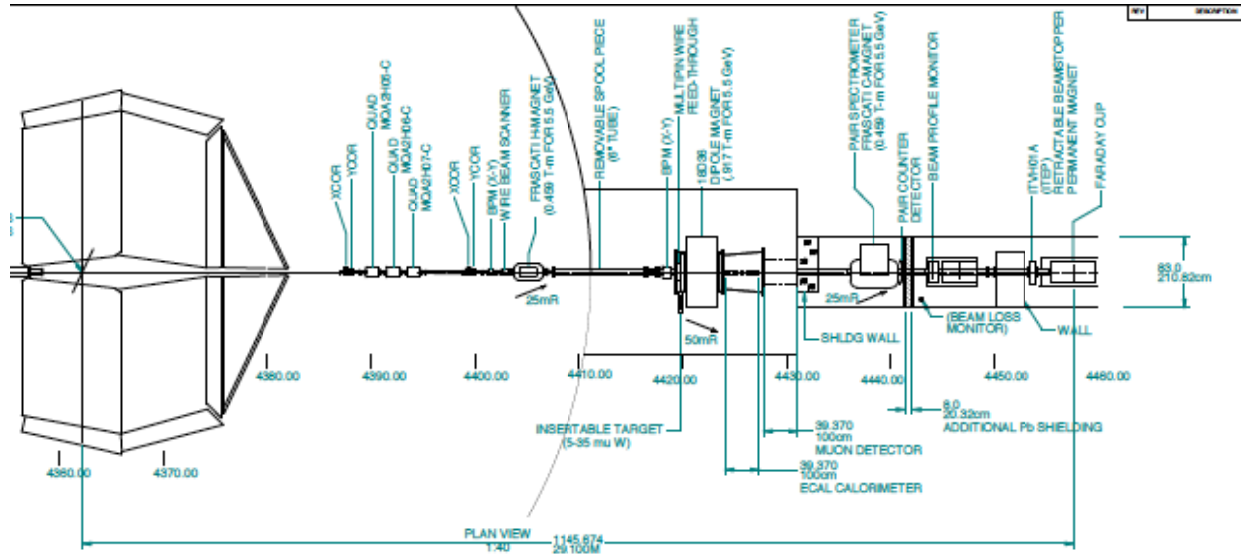 REV DESCRIPTION
XCOR
YCOR
QUAD
MQA2H05-C
QUAD
MQA2H06-C
QUAD
MQA2H07-C
XCOR
YCOR
BPM (X-Y)
WIRE BEAM SCANNER
FRASCATI H-MAGNET
(0.459 T-m FOR 5.5 GeV)
REMOVABLE SPOOL PIECE
(6" TUBE)
BPM (X-Y)
MULTIPIN WIRE
FEED-THROUGH
18D36
DIPOLE MAGNET
(.917 T-m FOR 5.5 GeV)
PAIR SPECTROMETER
FRASCATI C-MAGNET
(0.459 T-m FOR 5.5 GeV)
PAIR COUNTER
DETECTOR
BEAM PROFILE MONITOR
ITVH01A
(ITEP)
RETRACTABLE BEAMSTOPPER
PERMANENT MAGNET
FARADAY CUP
83.0
210.82cm
25mR
50mR
25mR
SHLDG WALL
(BEAM LOSS
MONITOR)
WALL
4380.00
4390.00
4400.00
4410.00
4420.00
4430.00
4440.00
4450.00
4460.00
8.0
20.32cm
ADDITIONAL Pb SHIELDING
INSERTABLE TARGET
(5-35 mu W)
39.370
100cm
MUON DETECTOR
39.370
100cm
ECAL CALORIMETER
4360.00
4370.00
PLAN VIEW
1:40
1145.674
29.100M